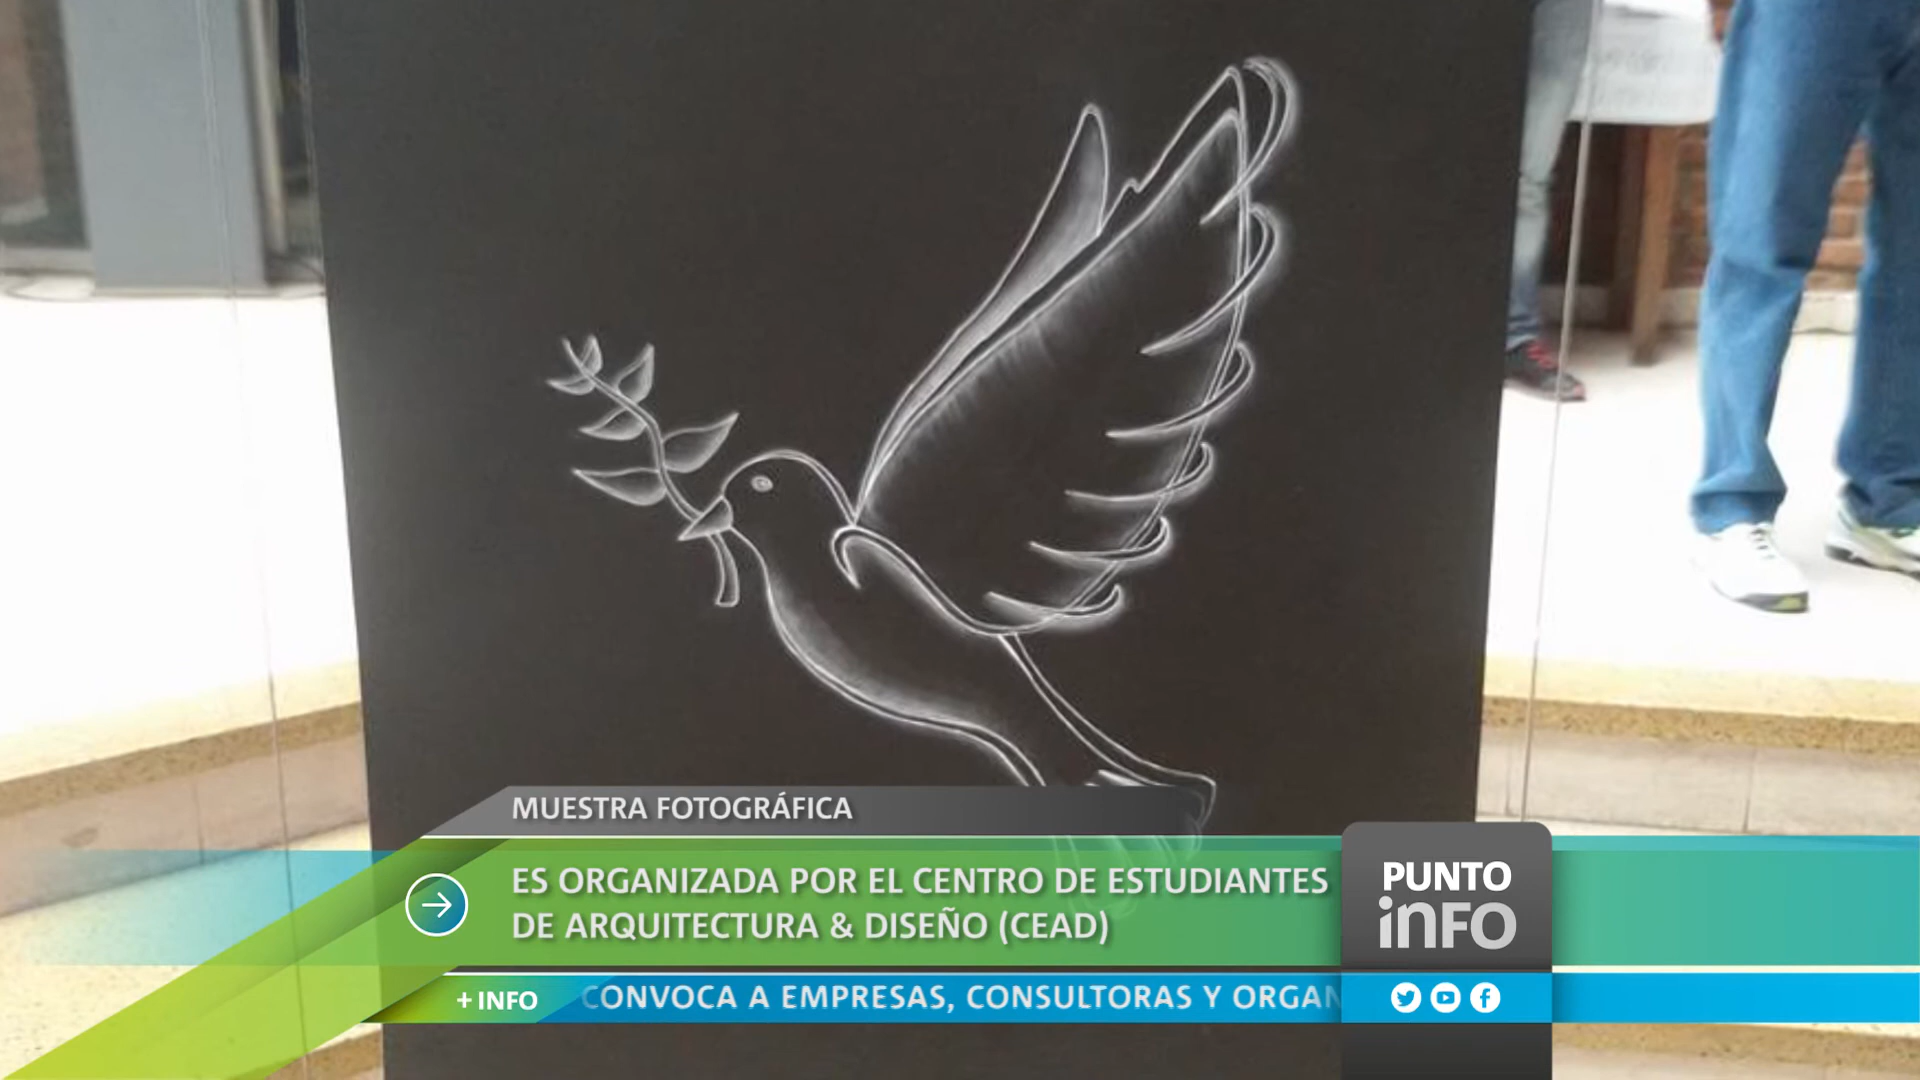 MUESTRA FOTOGRÁFICA
ES ORGANIZADA POR EL CENTRO DE ESTUDIANTES
DE ARQUITECTURA & DISEÑO (CEAD)
PUNTO
iNFO
+ INFO
CONVOCA A EMPRESAS, CONSULTORAS Y ORGAN